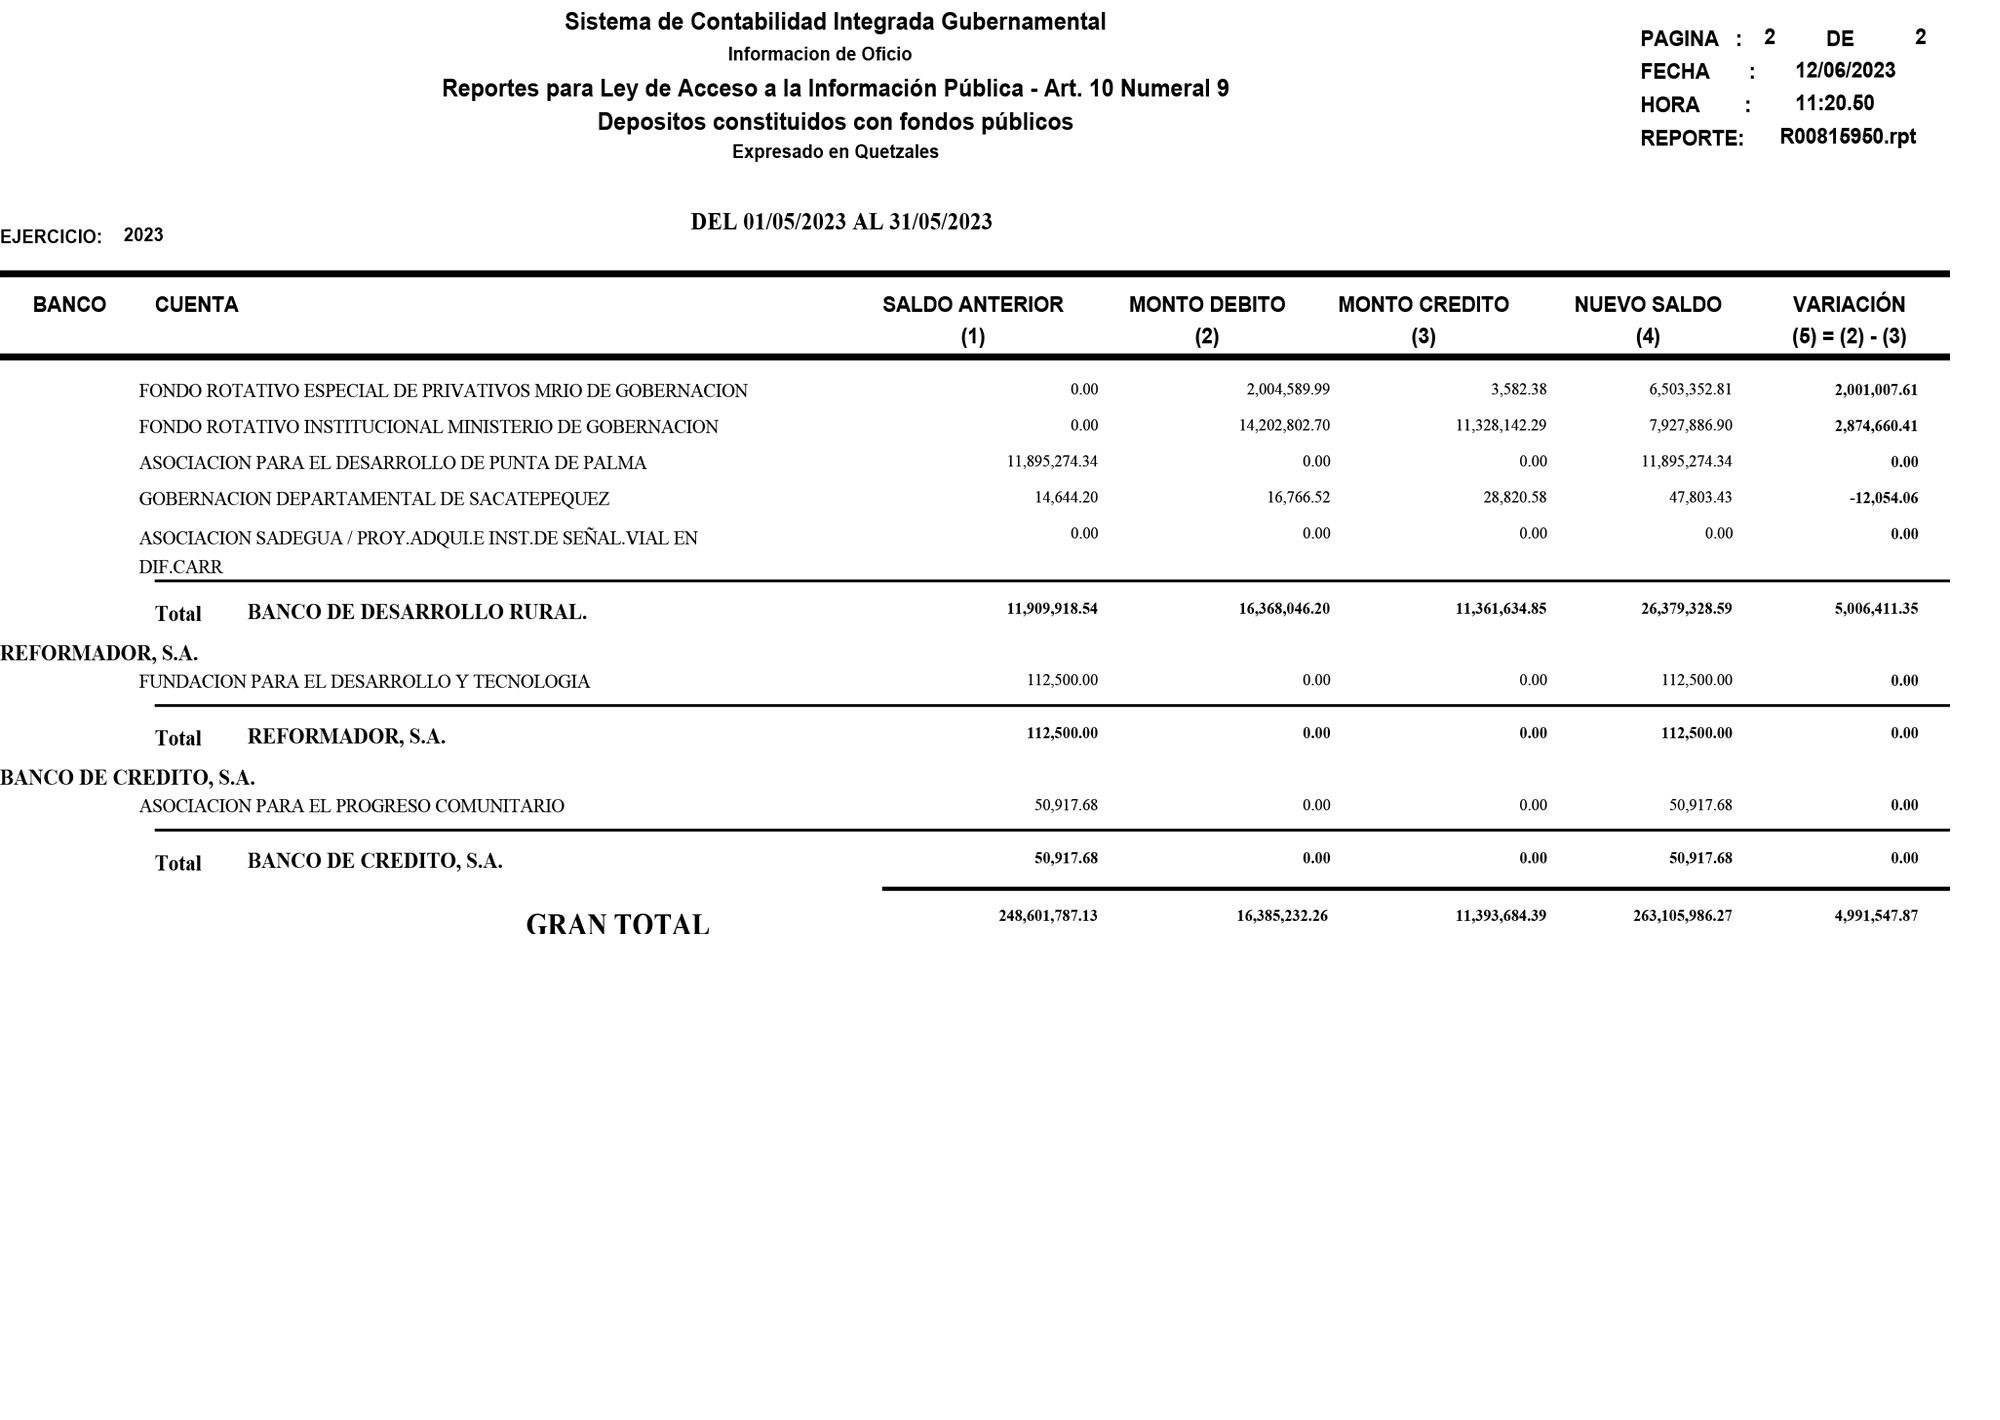 Sistema de Contabilidad Integrada Gubernamental
Informacion de Oficio
Reportes para Ley de Acceso a la Información Pública - Art. 10 Numeral 9
Depositos constituidos con fondos públicos
Expresado en Quetzales
PAGINA : 2 DE 2
FECHA : 12/06/2023
HORA : 11:20.50
REPORTE: R00815950.rpt
DEL 01/05/2023 AL 31/05/2023
EJERCICIO: 2023
BANCO CUENTA SALDO ANTERIOR MONTO DEBITO MONTO CREDITO NUEVO SALDO VARIACIÓN
(1) (2) (3) (4) (5) = (2) - (3)
FONDO ROTATIVO ESPECIAL DE PRIVATIVOS MRIO DE GOBERNACION 0.00 2,004,589.99 3,582.38 6,503,352.81 2,001,007.61
FONDO ROTATIVO INSTITUCIONAL MINISTERIO DE GOBERNACION 0.00 14,202,802.70 11,328,142.29 7,927,886.90 2,874,660.41
ASOCIACION PARA EL DESARROLLO DE PUNTA DE PALMA 11,895,274.34 0.00 0.00 11,895,274.34 0.00
GOBERNACION DEPARTAMENTAL DE SACATEPEQUEZ 14,644.20 16,766.52 28,820.58 47,803.43 -12,054.06
ASOCIACION SADEGUA / PROY.ADQUI.E INST.DE SEÑAL.VIAL EN 0.00 0.00 0.00 0.00 0.00
DIF.CARR
Total BANCO DE DESARROLLO RURAL. 11,909,918.54 16,368,046.20 11,361,634.85 26,379,328.59 5,006,411.35
REFORMADOR, S.A.
FUNDACION PARA EL DESARROLLO Y TECNOLOGIA 112,500.00 0.00 0.00 112,500.00 0.00
Total REFORMADOR, S.A. 112,500.00 0.00 0.00 112,500.00 0.00
BANCO DE CREDITO, S.A.
ASOCIACION PARA EL PROGRESO COMUNITARIO 50,917.68 0.00 0.00 50,917.68 0.00
Total BANCO DE CREDITO, S.A. 50,917.68 0.00 0.00 50,917.68 0.00
GRAN TOTAL 248,601,787.13 16,385,232.26 11,393,684.39 263,105,986.27 4,991,547.87